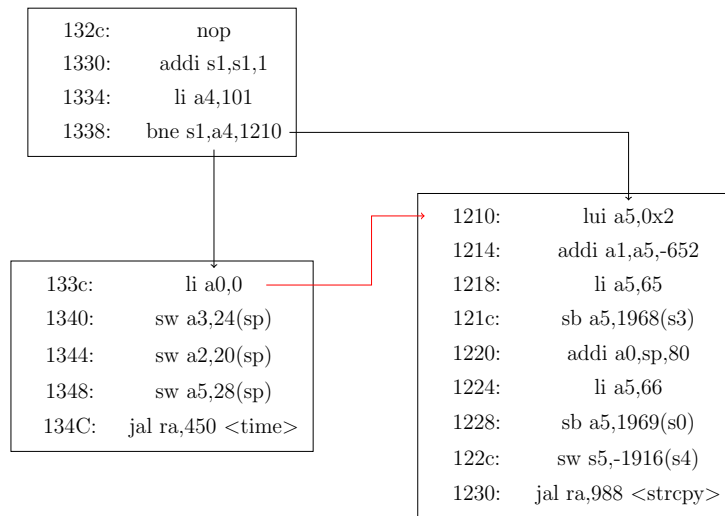 132c: nop
1330: addi s1,s1,1
1334: li a4,101
1338: bne s1,a4,1210
133c: li a0,0
1340: sw a3,24(sp)
1344: sw a2,20(sp)
1348: sw a5,28(sp)
134C: jal ra,450 <time>
1210: lui a5,0x2
1214: addi a1,a5,-652
1218: li a5,65
121c: sb a5,1968(s3)
1220: addi a0,sp,80
1224: li a5,66
1228: sb a5,1969(s0)
122c: sw s5,-1916(s4)
1230: jal ra,988 <strcpy>